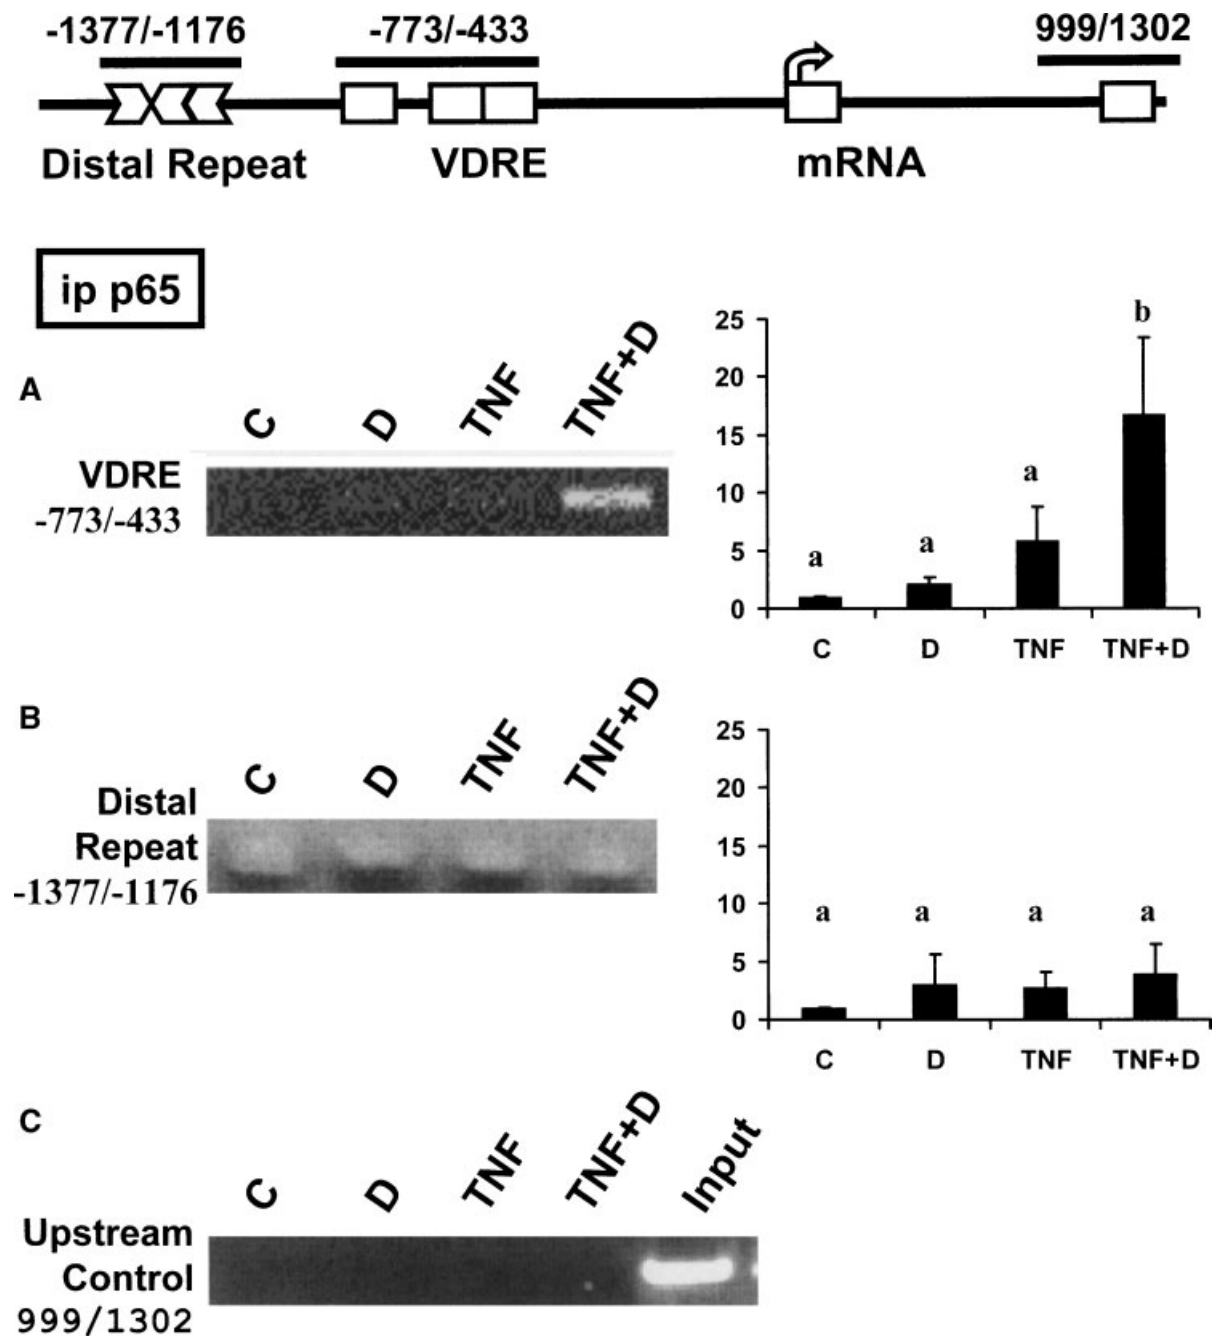 -1377/-1176 -773/-433 999/1302
Distal Repeat VDRE mRNA
ip p65
A
C D TNF TNF+D
VDRE
-773/-433
25
20
15
10
5
0
a a a b
C D TNF TNF+D
B
C D TNF TNF+D
Distal
Repeat
-1377/-1176
25
20
15
10
5
0
a a a a
C D TNF TNF+D
C
C D TNF TNF+D Input
Upstream
Control
999/1302